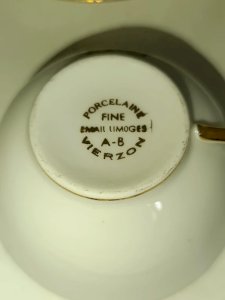 PORCELAINE
FINE
EMAIL LIMOGES
A-B
VIERZON